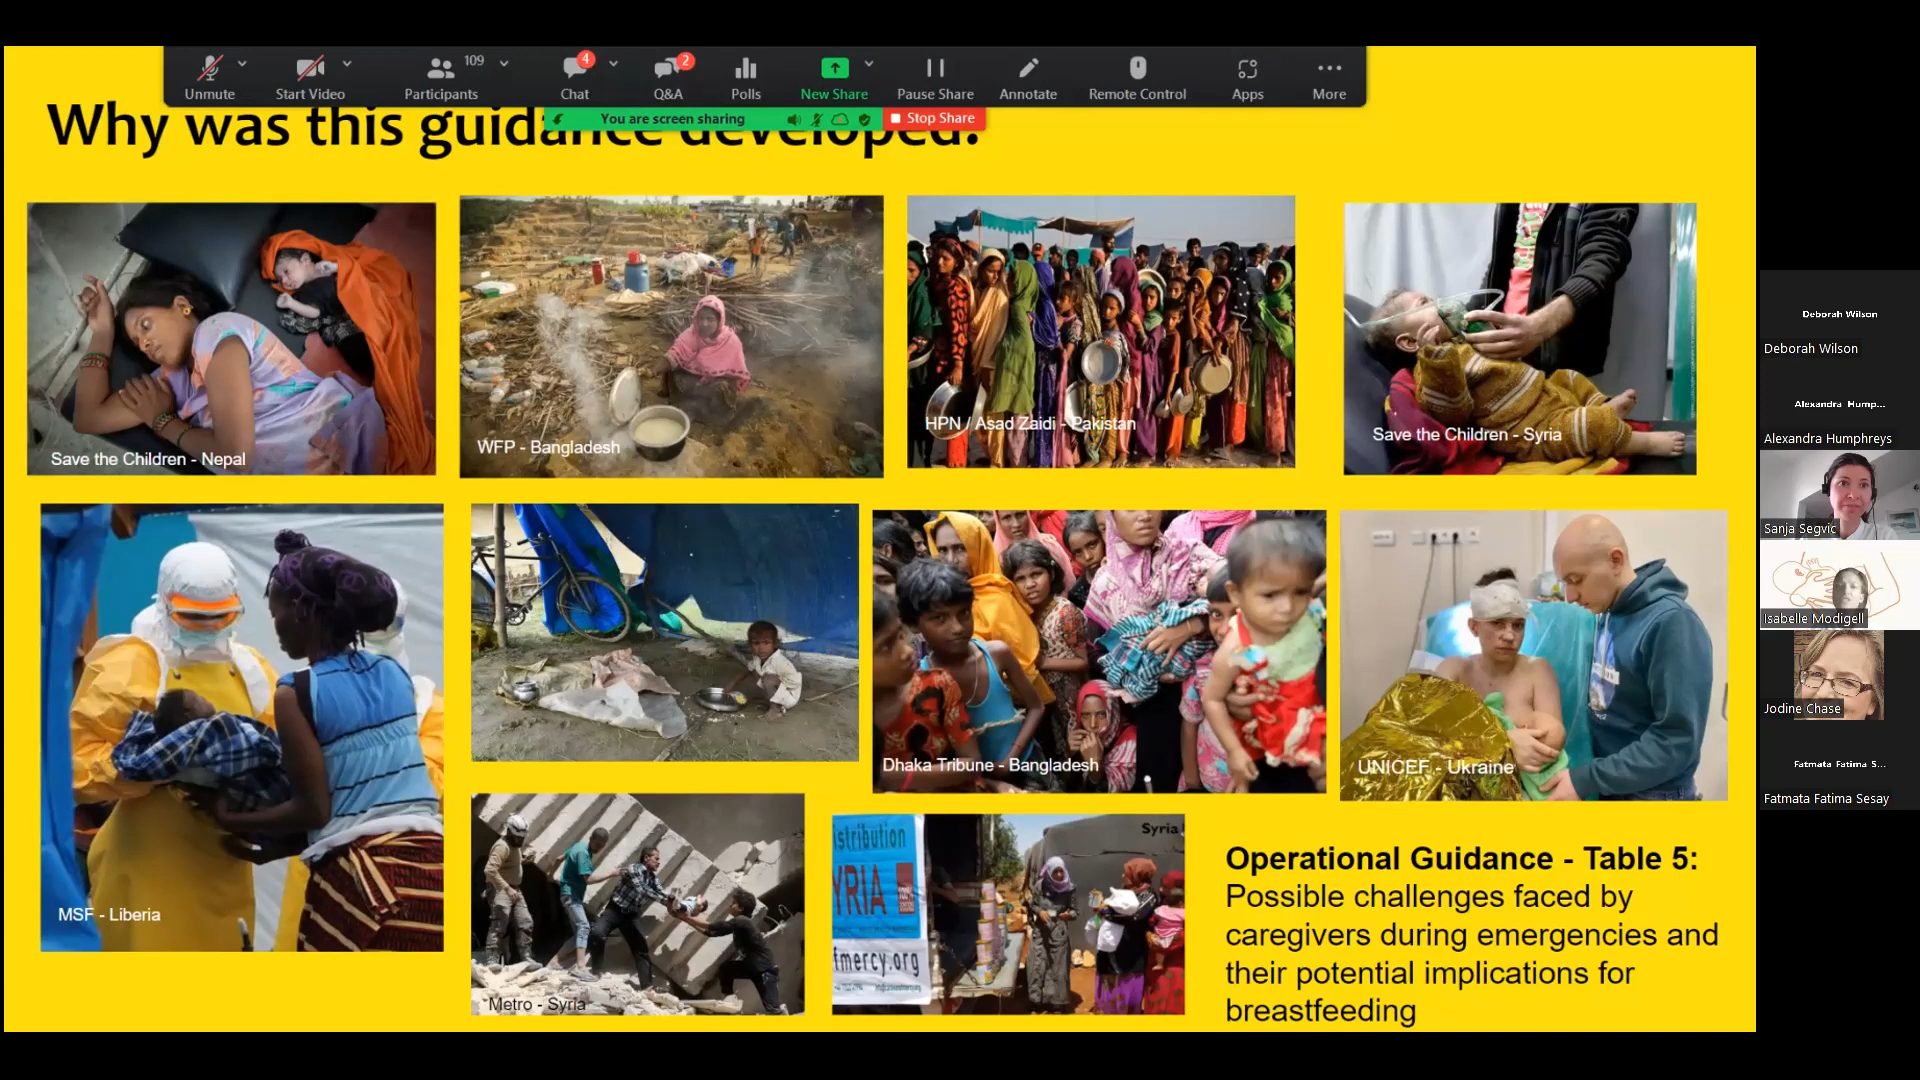 109
4
2
Unmute
Start Video
Participants
Chat
Q&A
Polls
New Share
Pause Share
Annotate
Remote Control
Apps
More
You are screen sharing
Stop Share
Why was this guidance developed?
Save the Children - Nepal
WFP - Bangladesh
HPN / Asad Zaidi - Pakistan
Save the Children - Syria
MSF - Liberia
Dhaka Tribune - Bangladesh
UNICEF - Ukraine
Metro - Syria
Syria
stribution
YRIA
fmercy.org
Operational Guidance - Table 5:
Possible challenges faced by
caregivers during emergencies and
their potential implications for
breastfeeding
Deborah Wilson
Deborah Wilson
Alexandra Hump...
Alexandra Humphreys
Sanja Segvic
Isabelle Modigell
Jodine Chase
Fatmata Fatima S...
Fatmata Fatima Sesay